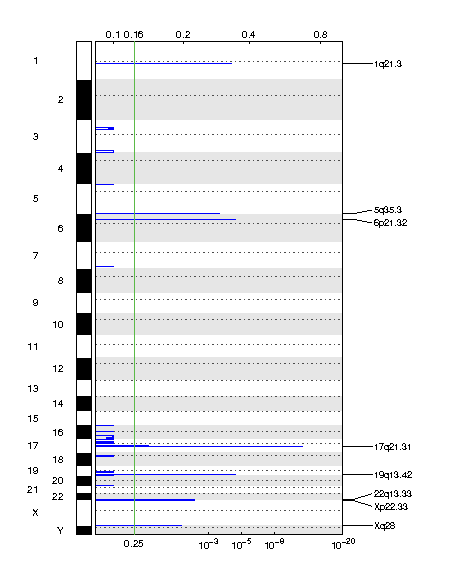 0.1 0.16 0.2 0.4 0.8
1
1q21.3
2
3
4
5
5q35.3
6
6p21.32
7
8
9
10
11
12
13
14
15
16
17
17q21.31
18
19
19q13.42
20
21
22
22q13.33
Xp22.33
X
Xq28
Y
0.25 10⁻³ 10⁻⁵ 10⁻⁹ 10⁻²⁰